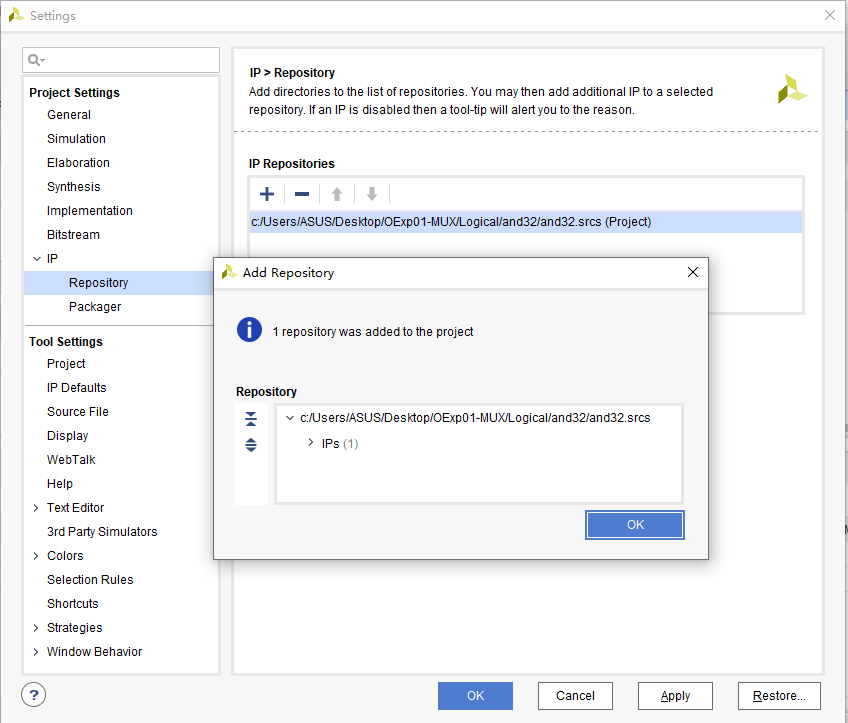 Settings
Project Settings
General
Simulation
Elaboration
Synthesis
Implementation
Bitstream
IP
Repository
Packager
Tool Settings
Project
IP Defaults
Source File
Display
WebTalk
Help
Text Editor
3rd Party Simulators
Colors
Selection Rules
Shortcuts
Strategies
Window Behavior
IP > Repository
Add directories to the list of repositories. You may then add additional IP to a selected
repository. If an IP is disabled then a tool-tip will alert you to the reason.
IP Repositories
c:/Users/ASUS/Desktop/OExp01-MUX/Logical/and32/and32.srcs (Project)
Add Repository
1 repository was added to the project
Repository
c:/Users/ASUS/Desktop/OExp01-MUX/Logical/and32/and32.srcs
IPs (1)
OK
?
OK
Cancel
Apply
Restore...